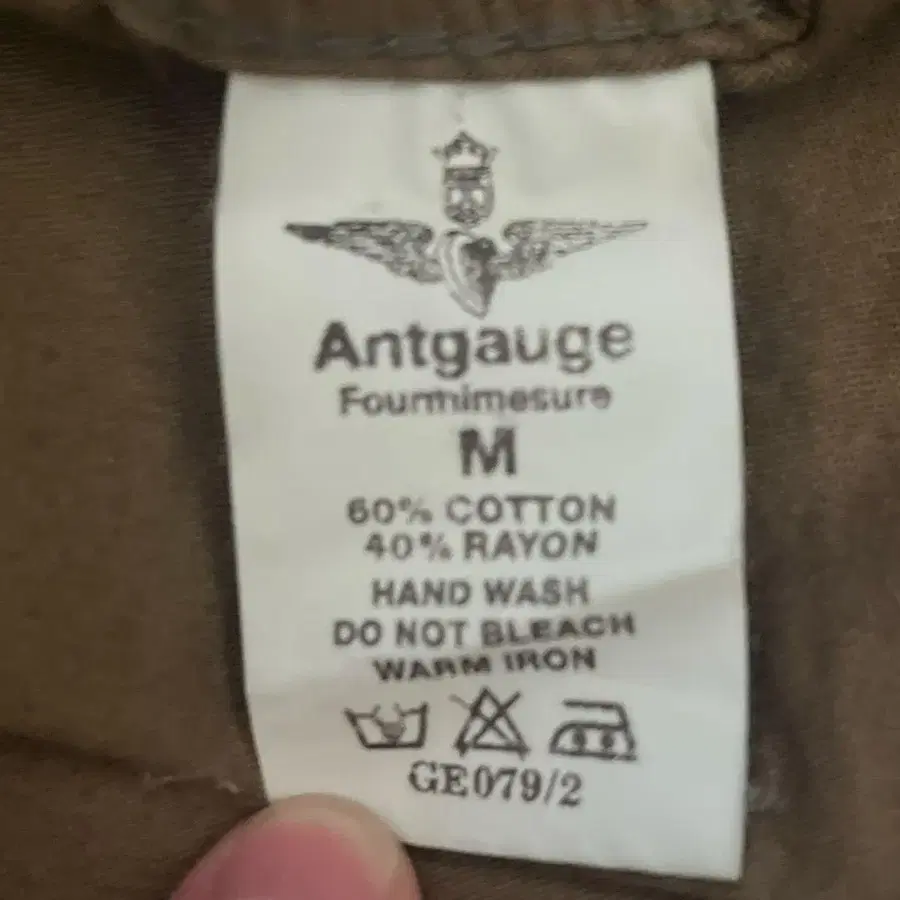 Antgauge
Fourmimesure
M
60% COTTON
40% RAYON
HAND WASH
DO NOT BLEACH
WARM IRON
GE079/2